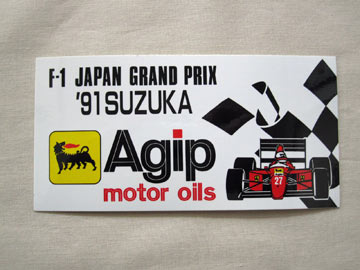 F-1 JAPAN GRAND PRIX
'91 SUZUKA
Agip
motor oils
27